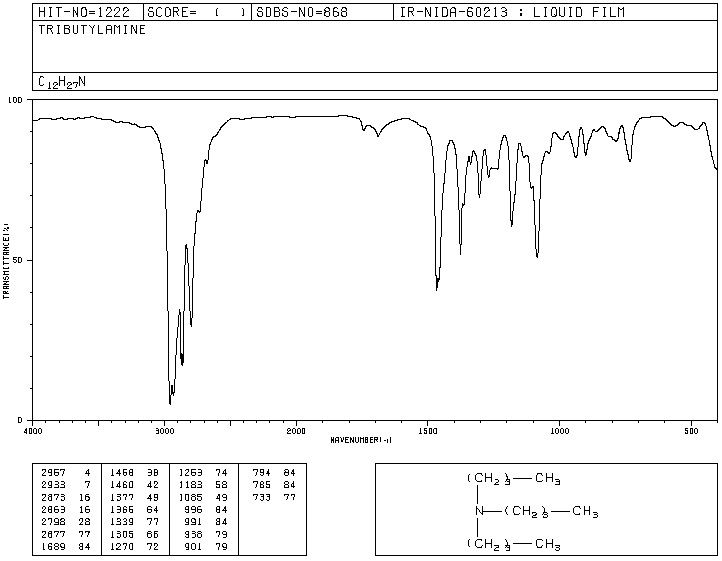 HIT-NO=1222 SCORE= ( ) SDBS-NO=868 IR-NIDA-60213 : LIQUID FILM
TRIBUTYLAMINE
C12H27N
100
TRANSMITTANCE(%)
50
0
4000 3000 2000 1500 1000 500
WAVENUMBER(-1)
2957 4 1468 38 1269 74 794 84
2933 7 1460 42 1183 58 785 84
2873 16 1377 49 1085 49 733 77
2863 16 1366 64 996 84
2798 28 1339 77 991 84
2677 77 1305 66 938 79
1689 84 1270 72 901 79
(CH2)3—CH3
N—(CH2)3—CH3
(CH2)3—CH3